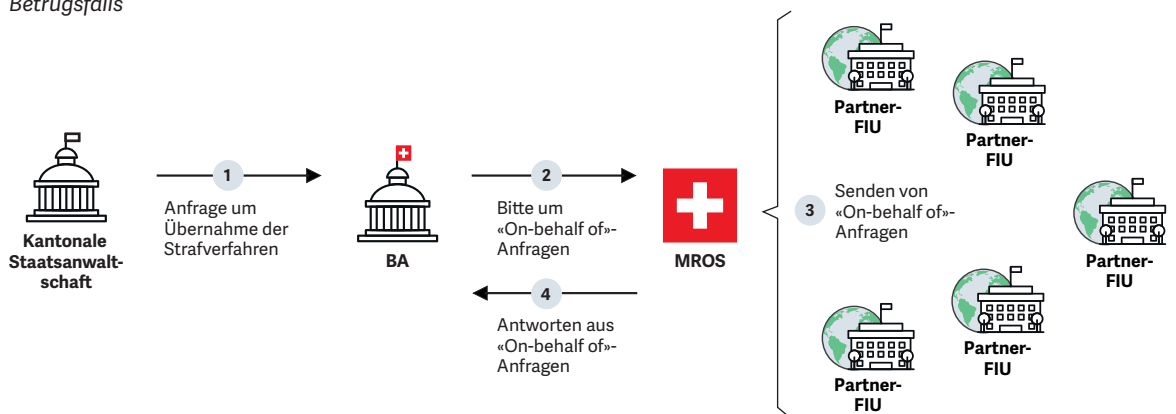 Betrugsfalls
Kantonale
Staatsanwalt-
schaft
1
Anfrage um
Übernahme der
Strafverfahren
BA
2
Bitte um
«On-behalf of»-
Anfragen
4
Antworten aus
«On-behalf of»-
Anfragen
MROS
3
Senden von
«On-behalf of»-
Anfragen
Partner-
FIU
Partner-
FIU
Partner-
FIU
Partner-
FIU
Partner-
FIU